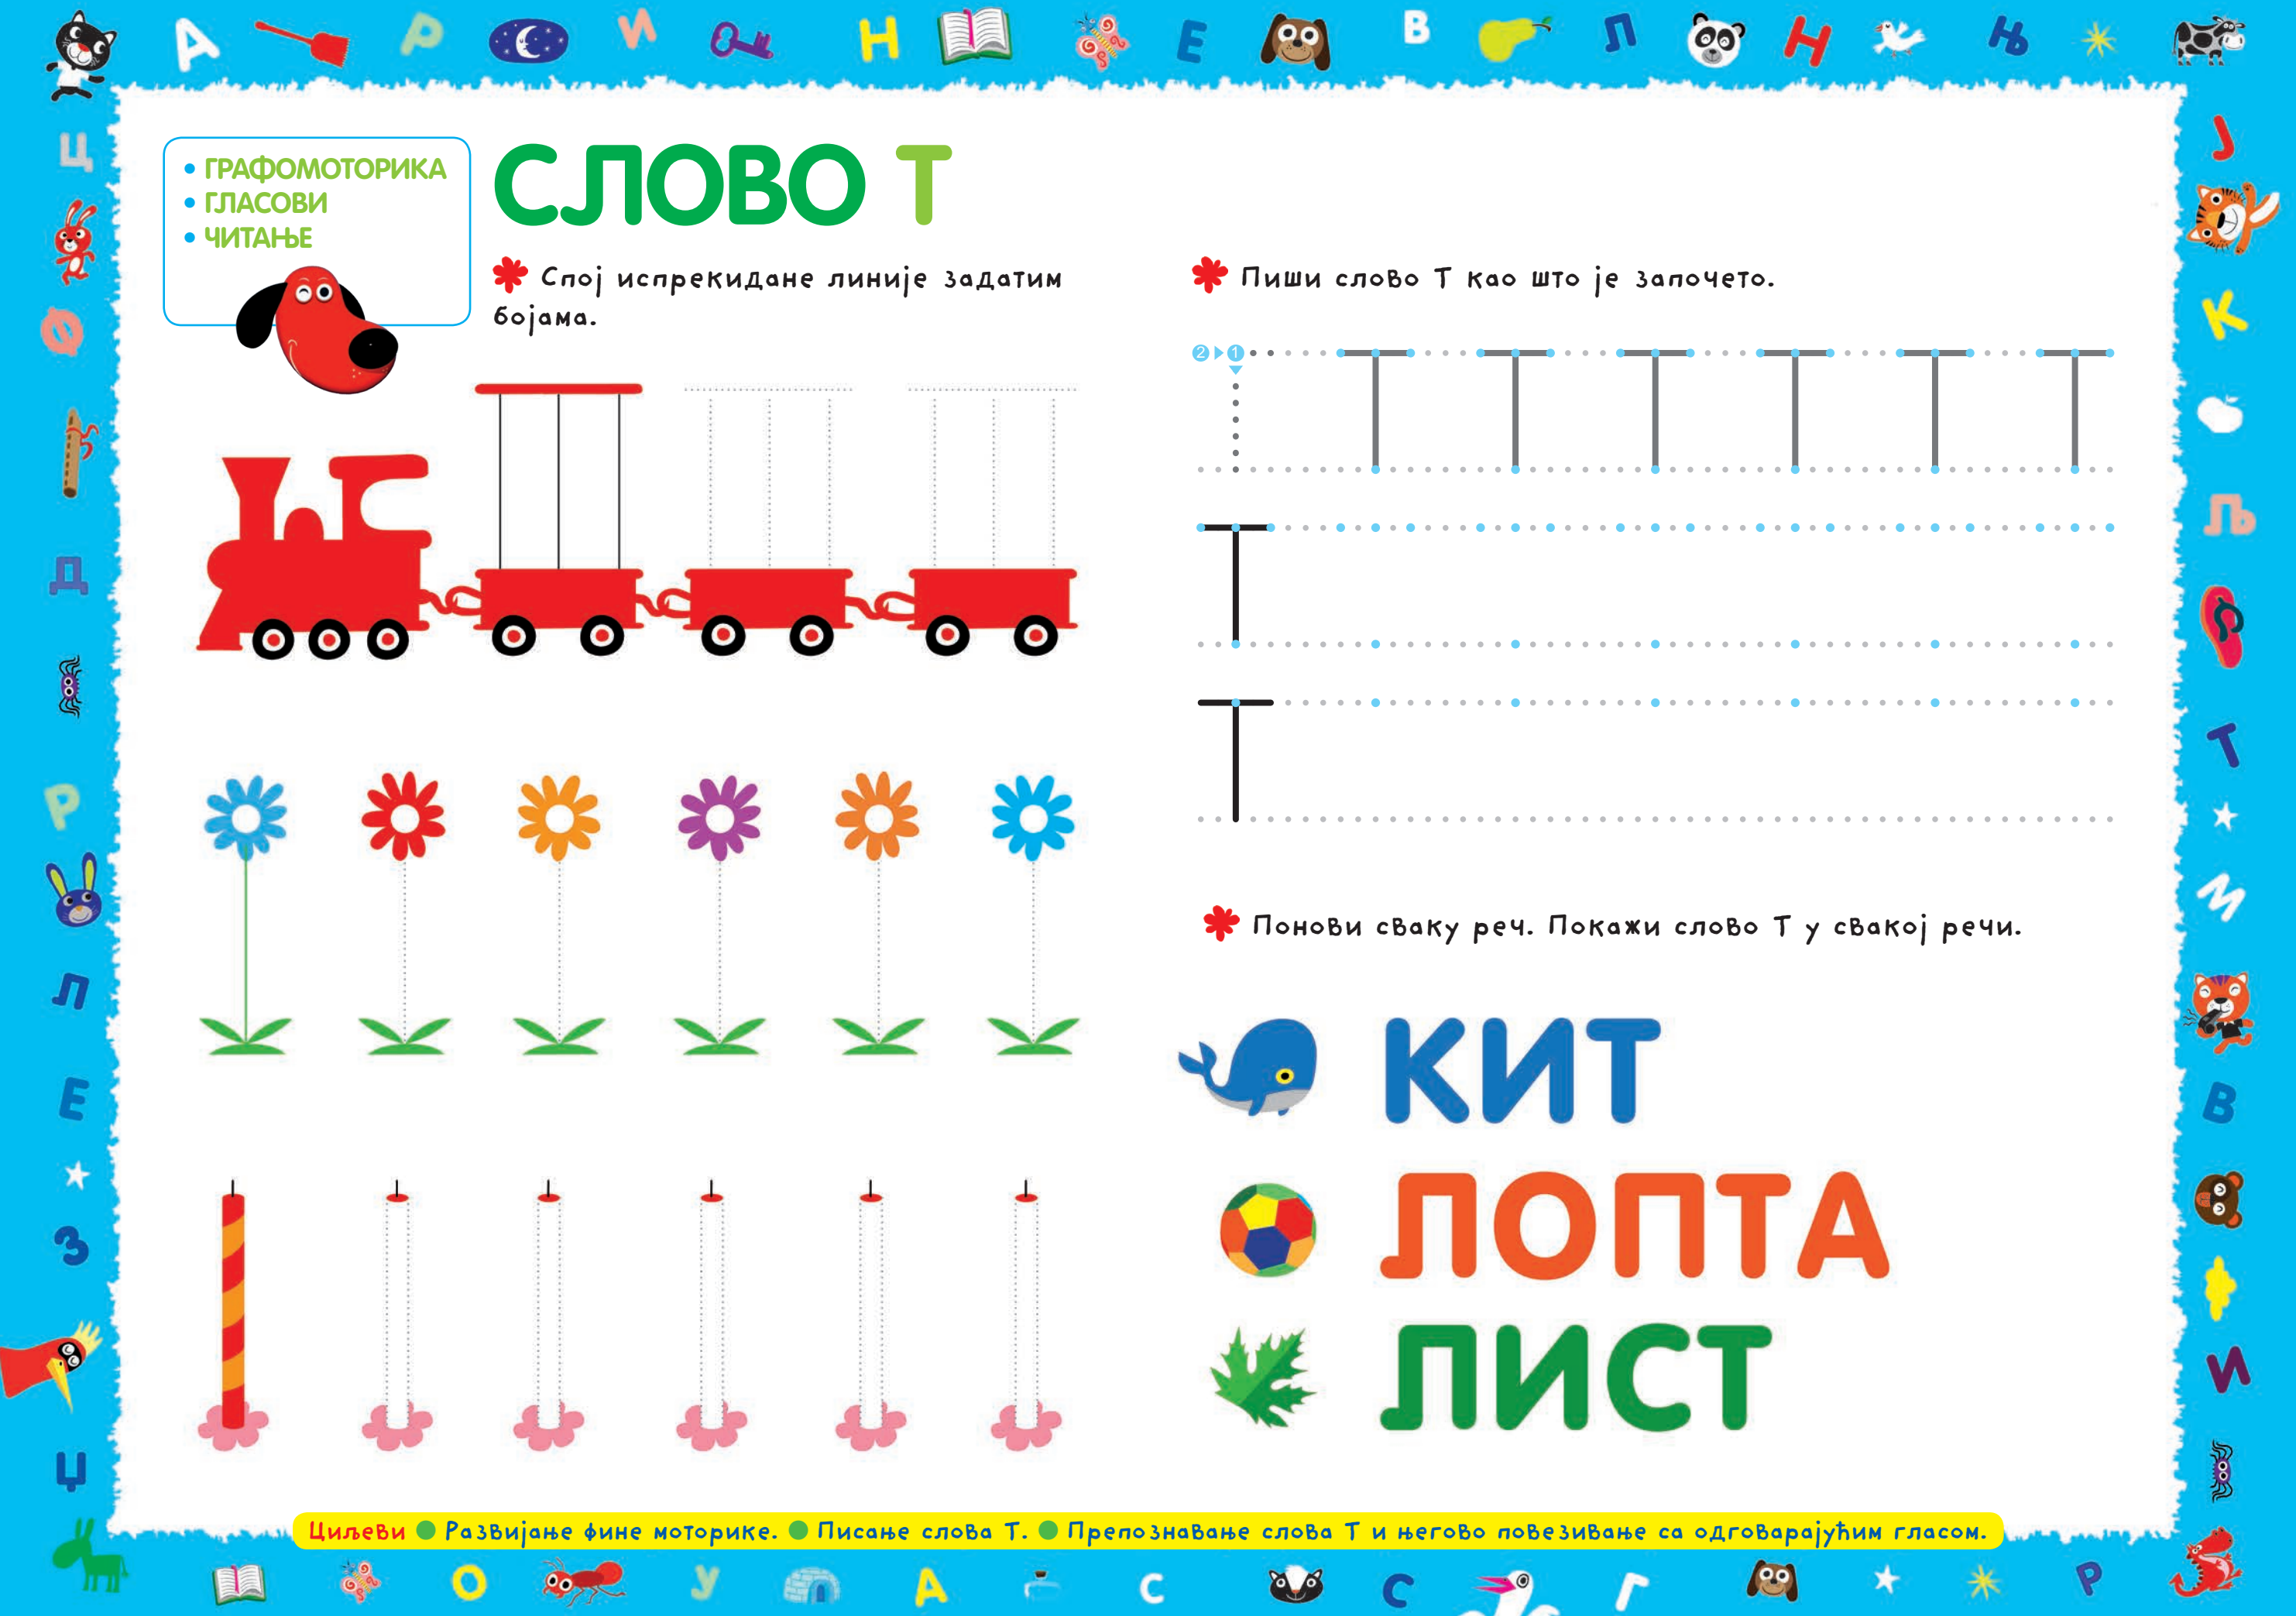 А Р И Н Е В Л Н Њ
• ГРАФОМОТОРИКА
• ГЛАСОВИ
• ЧИТАЊЕ
СЛОВО Т
Спој испрекидане линије задатим
бојама.
Пиши слово Т као што је започето.
2 1 Т Т Т Т Т Т
Т
Т
Понови сваку реч. Покажи слово Т у свакој речи.
КИТ
ЛОПТА
ЛИСТ
Циљеви ● Развијање фине моторике. ● Писање слова Т. ● Препознавање слова Т и његово повезивање са одговарајућим гласом.
Ц
Ф
Д
Р
Л
Е
З
Џ
Ј
К
Љ
Т
М
В
И
О У А С С Г Р